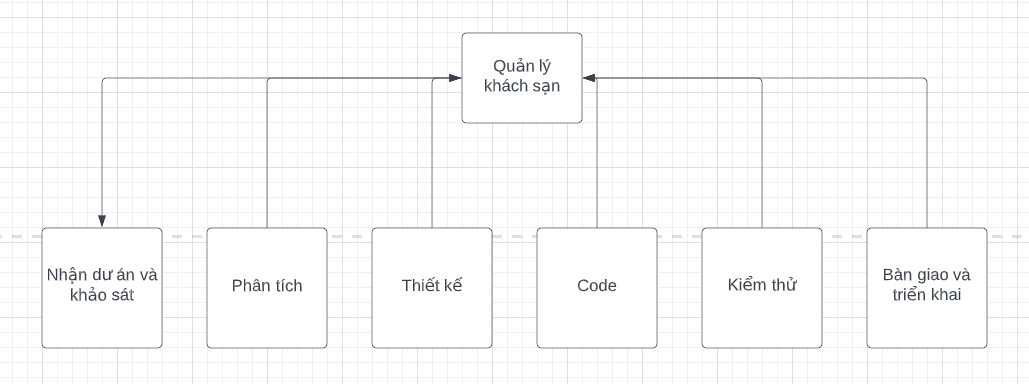 Quản lý
khách sạn
Nhận dư án và
khảo sát
Phân tích
Thiết kế
Code
Kiểm thử
Bàn giao và
triển khai